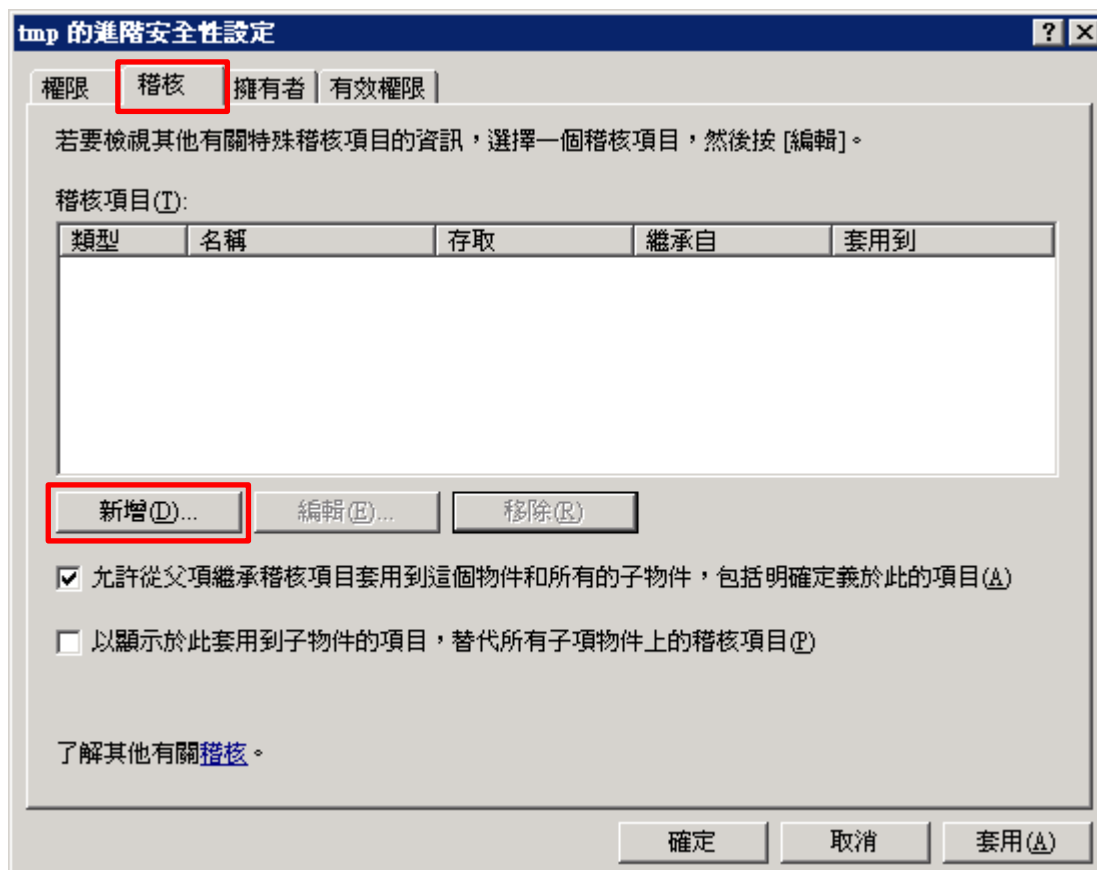 tmp 的進階安全性設定
權限 稽核 擁有者 有效權限
若要檢視其他有關特殊稽核項目的資訊，選擇一個稽核項目，然後按 [編輯]。
稽核項目(T):
類型 名稱 存取 繼承自 套用到
新增(D)... 編輯(E)... 移除(R)
允許從父項繼承稽核項目套用到這個物件和所有的子物件，包括明確定義於此的項目(A)
以顯示於此套用到子物件的項目，替代所有子項物件上的稽核項目(P)
了解其他有關稽核。
確定 取消 套用(A)